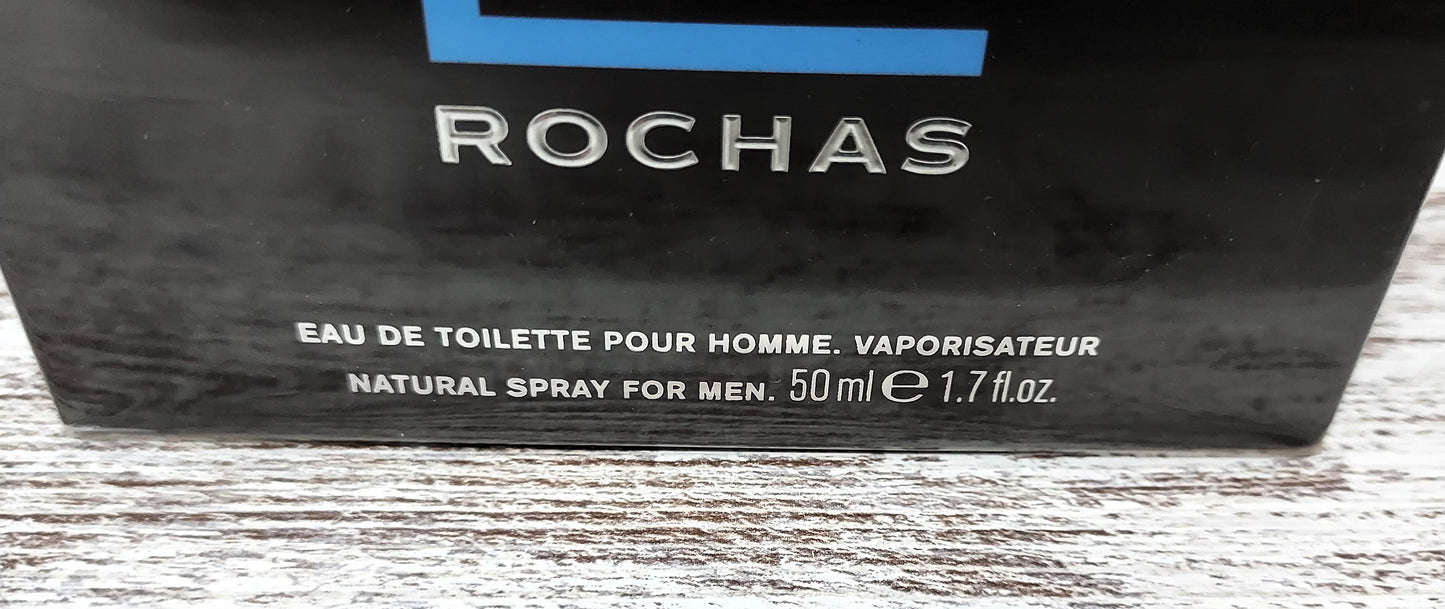 ROCHAS
EAU DE TOILETTE POUR HOMME. VAPORISATEUR
NATURAL SPRAY FOR MEN. 50 ml ℮ 1.7 fl.oz.